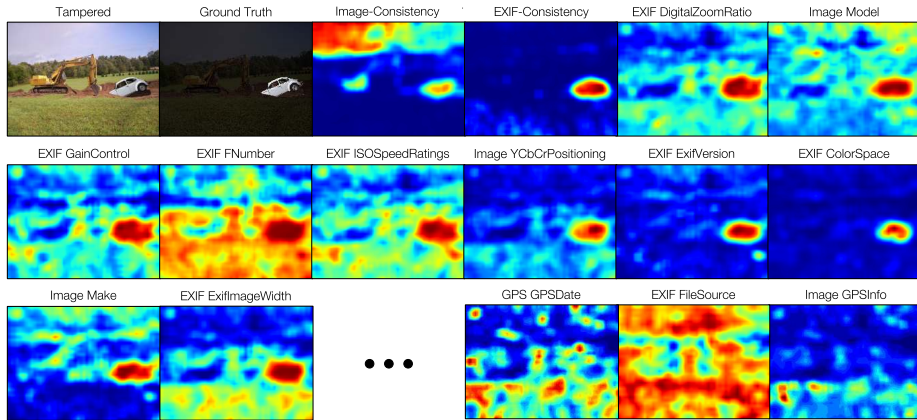 Tampered
Ground Truth
Image-Consistency
EXIF-Consistency
EXIF DigitalZoomRatio
Image Model
EXIF GainControl
EXIF FNumber
EXIF ISOSpeedRatings
Image YCbCrPositioning
EXIF ExifVersion
EXIF ColorSpace
Image Make
EXIF ExifImageWidth
GPS GPSDate
EXIF FileSource
Image GPSInfo